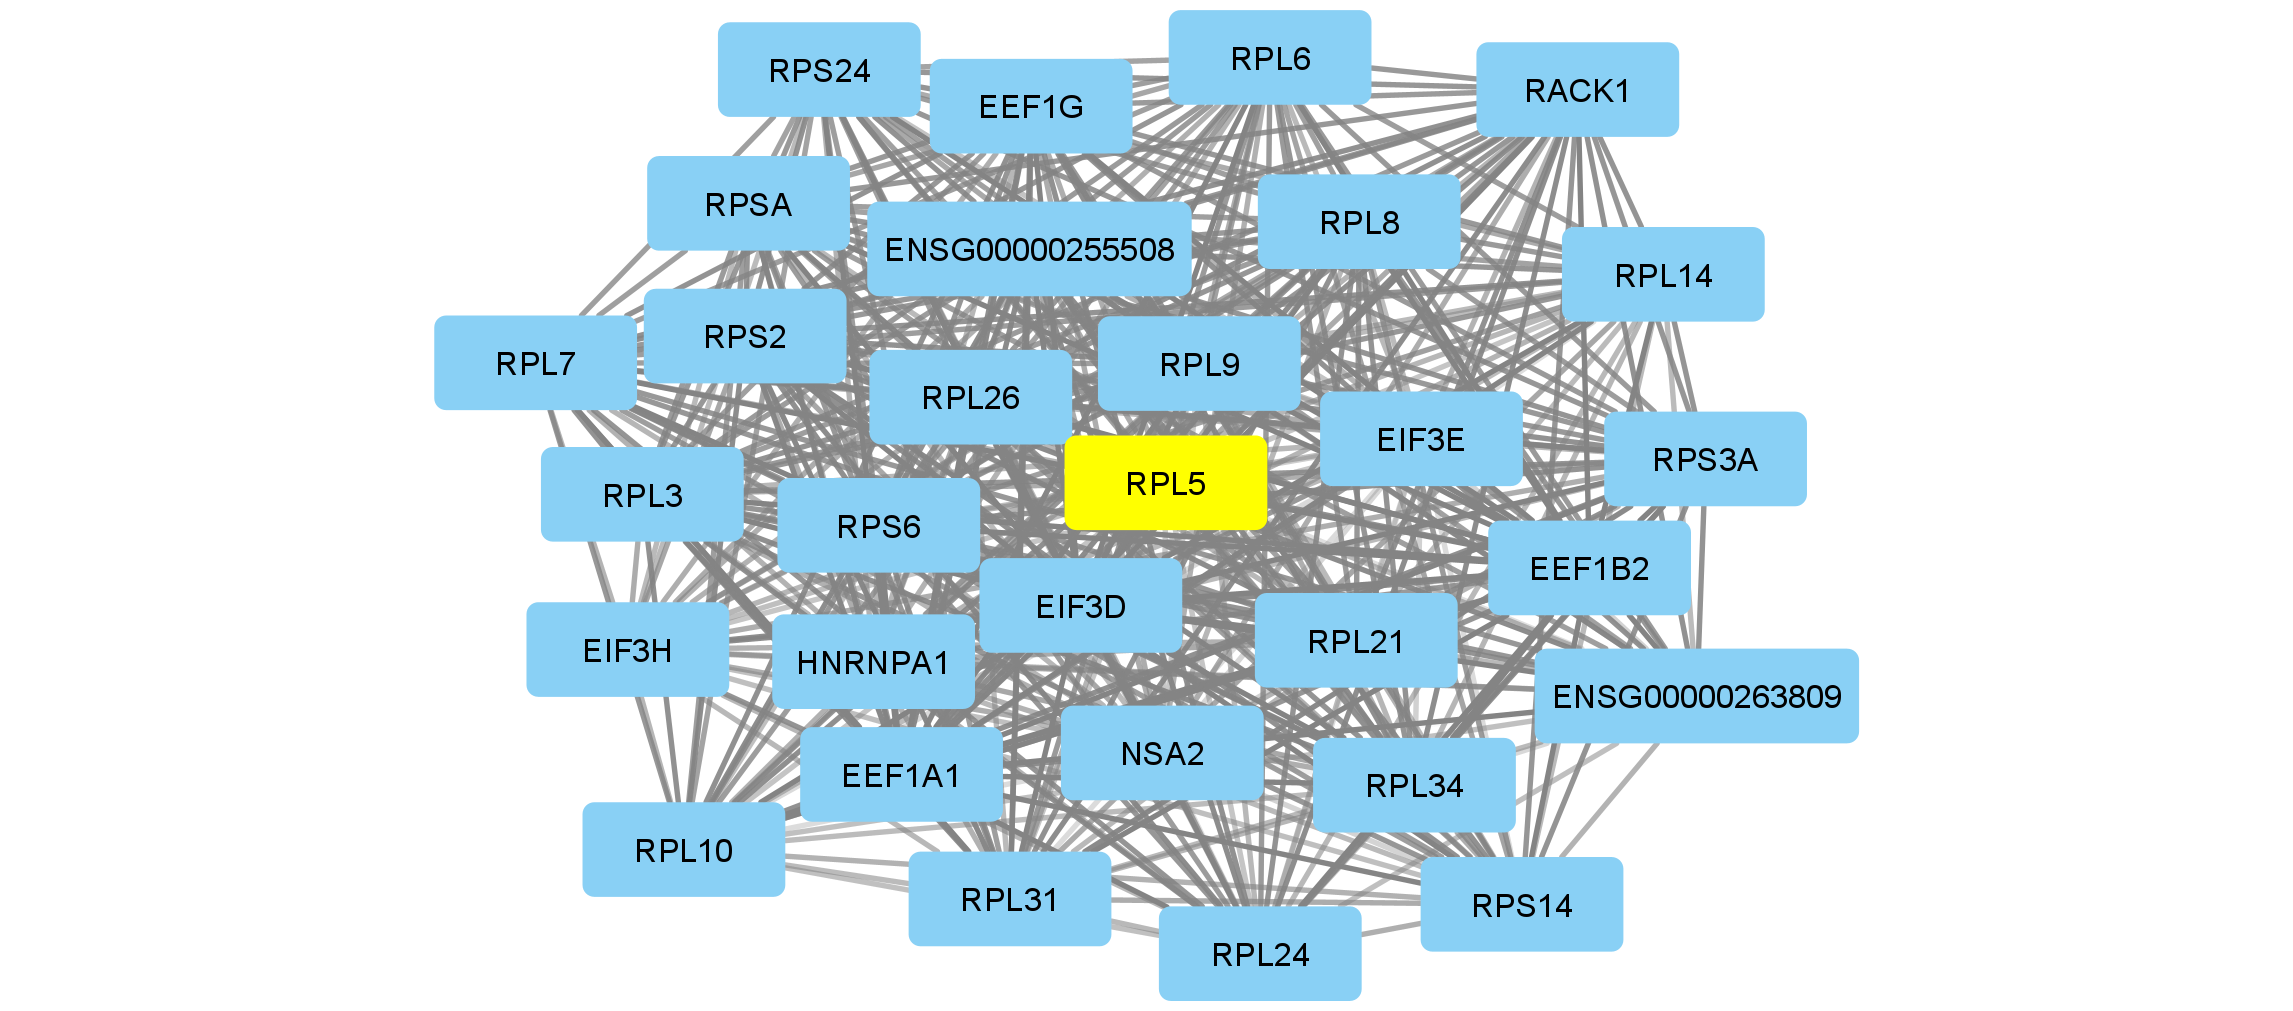 RPS24
EEF1G
RPL6
RACK1
RPSA
ENSG00000255508
RPL8
RPL14
RPL7
RPS2
RPL26
RPL9
EIF3E
RPS3A
RPL3
RPS6
RPL5
EEF1B2
EIF3H
HNRNPA1
EIF3D
RPL21
ENSG00000263809
EEF1A1
NSA2
RPL34
RPL10
RPL31
RPL24
RPS14